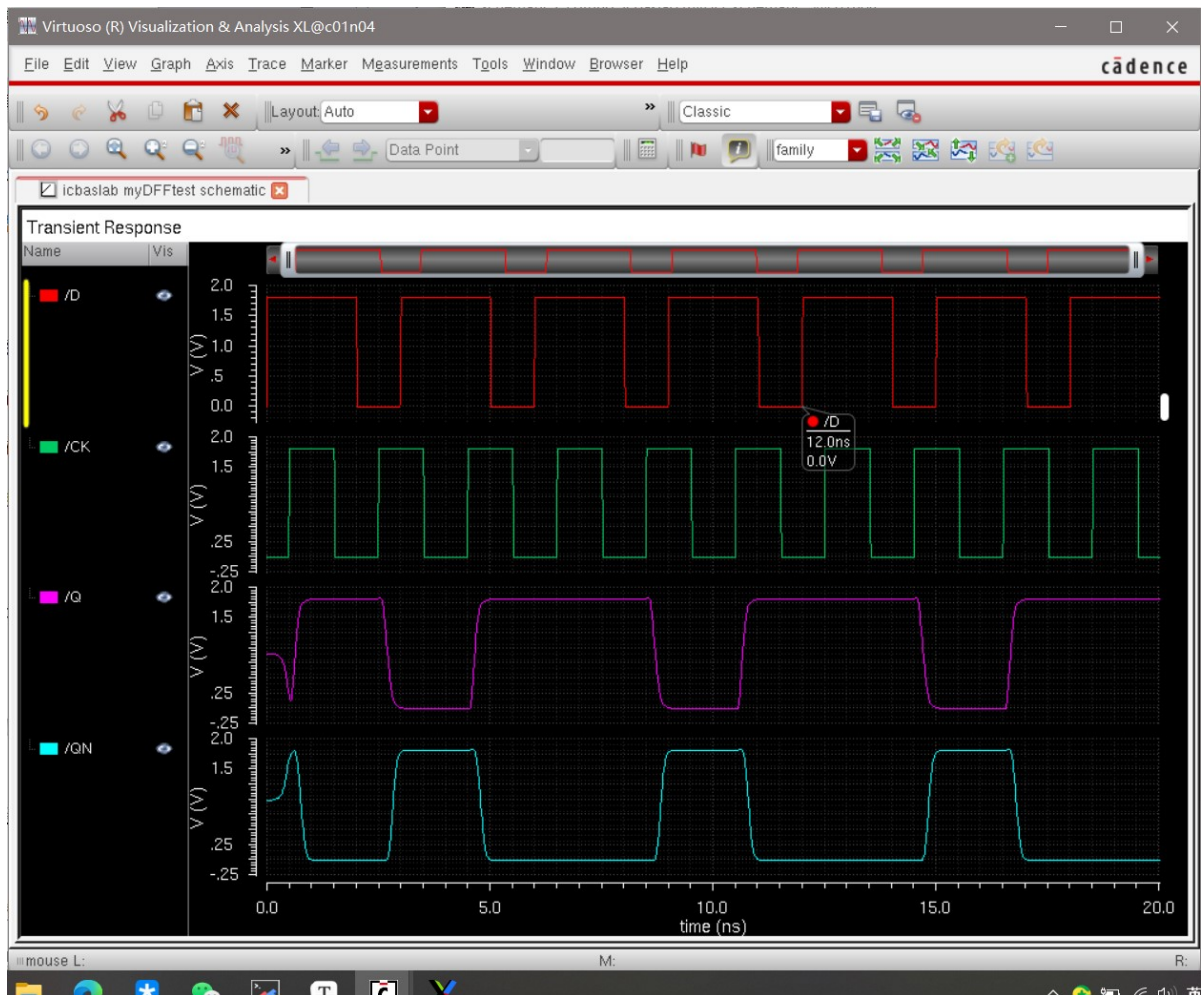 Virtuoso (R) Visualization & Analysis XL@c01n04
File Edit View Graph Axis Trace Marker Measurements Tools Window Browser Help
cādence
Layout: Auto
»
Classic
»
Data Point
family
icbaslab myDFFtest schematic
Transient Response
Name Vis
/D
2.0
1.5
1.0
.5
0.0
V (V)
/D
12.0ns
0.0V
/CK
2.0
1.5
.25
-.25
V (V)
/Q
2.0
1.5
.25
-.25
V (V)
/QN
2.0
1.5
.25
-.25
V (V)
0.0 5.0 10.0 15.0 20.0
time (ns)
mouse L: M: R:
T
英